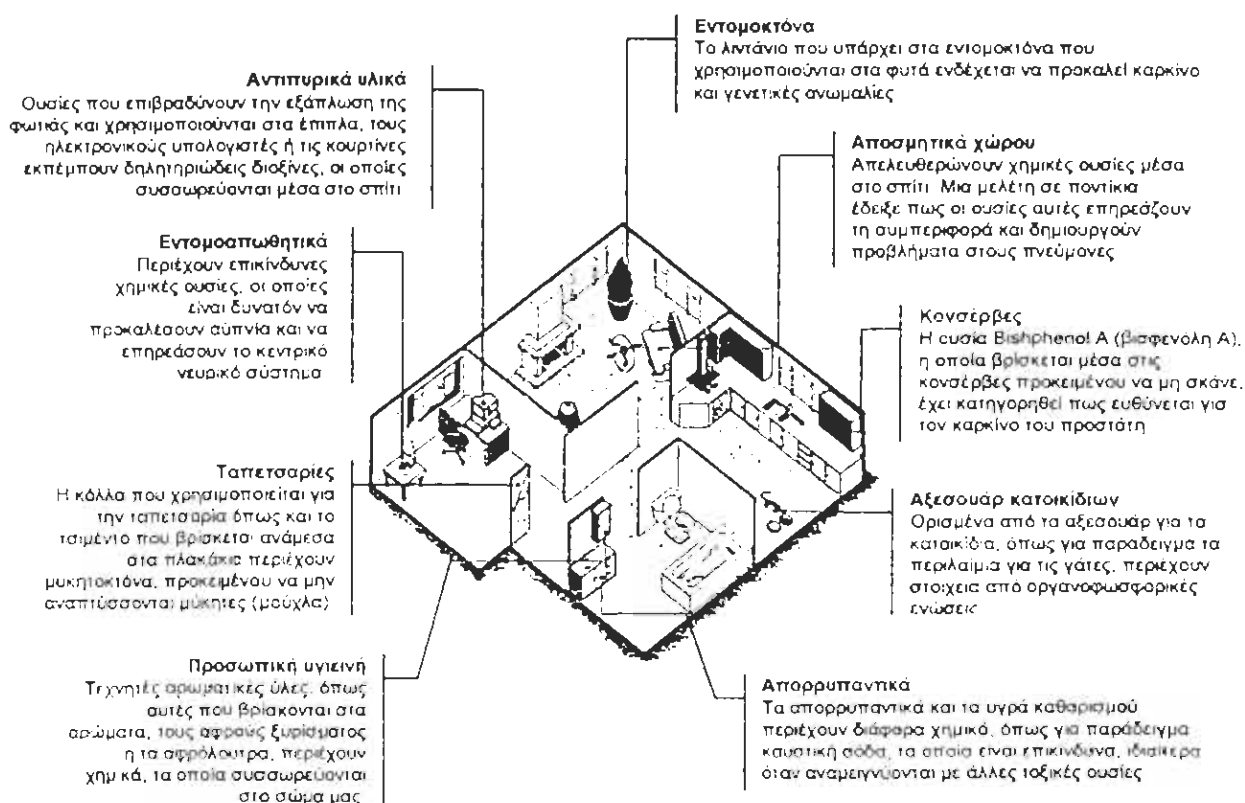 Εντομοκτόνα
Το λιντάνιο που υπάρχει στα εντομοκτόνα που
χρησιμοποιούνται στα φυτά ενδέχεται να προκαλεί καρκίνο
και γενετικές ανωμαλίες
Αντιπυρικά υλικά
Ουσίες που επιβραδύνουν την εξάπλωση της
φωτιάς και χρησιμοποιούνται στα έπιπλα, τους
ηλεκτρονικούς υπολογιστές ή τις κουρτίνες
εκπέμπουν δηλητηριώδεις διοξίνες, οι οποίες
συσσωρεύονται μέσα στο σπίτι
Αποσμητικά χώρου
Απελευθερώνουν χημικές ουσίες μέσα
στο σπίτι. Μια μελέτη σε ποντίκια
έδειξε πως οι ουσίες αυτές επηρεάζουν
τη συμπεριφορά και δημιουργούν
προβλήματα στους πνεύμονες
Εντομοαπωθητικά
Περιέχουν επικίνδυνες
χημικές ουσίες, οι οποίες
είναι δυνατόν να
προκαλέσουν αϋπνία και να
επηρεάσουν το κεντρικό
νευρικό σύστημα
Κονσέρβες
Η ουσία Bishphenol A (βισφενόλη Α),
η οποία βρίσκεται μέσα στις
κονσέρβες προκειμένου να μη σκάνε,
έχει κατηγορηθεί πως ευθύνεται για
τον καρκίνο του προστάτη
Ταπετσαρίες
Η κόλλα που χρησιμοποιείται για
την ταπετσαρία όπως και το
τσιμέντο που βρίσκεται ανάμεσα
στα πλακάκια περιέχουν
μυκητοκτόνα, προκειμένου να μην
αναπτύσσονται μύκητες (μούχλα)
Αξεσουάρ κατοικίδιων
Ορισμένα από τα αξεσουάρ για τα
κατοικίδια, όπως για παράδειγμα τα
περιλαίμια για τις γάτες, περιέχουν
στοιχεία από οργανοφωσφορικές
ενώσεις
Προσωπική υγιεινή
Τεχνητές αρωματικές ύλες, όπως
αυτές που βρίσκονται στα
αρώματα, τους αφρούς ξυρίσματος
η τα αφρόλουτρα, περιέχουν
χημικά, τα οποία συσσωρεύονται
στο σώμα μας
Απορρυπαντικά
Τα απορρυπαντικά και τα υγρά καθαρισμού
περιέχουν διάφορα χημικά, όπως για παράδειγμα
καυστική σόδα, τα οποία είναι επικίνδυνα, ιδιαίτερα
όταν αναμειγνύονται με άλλες τοξικές ουσίες